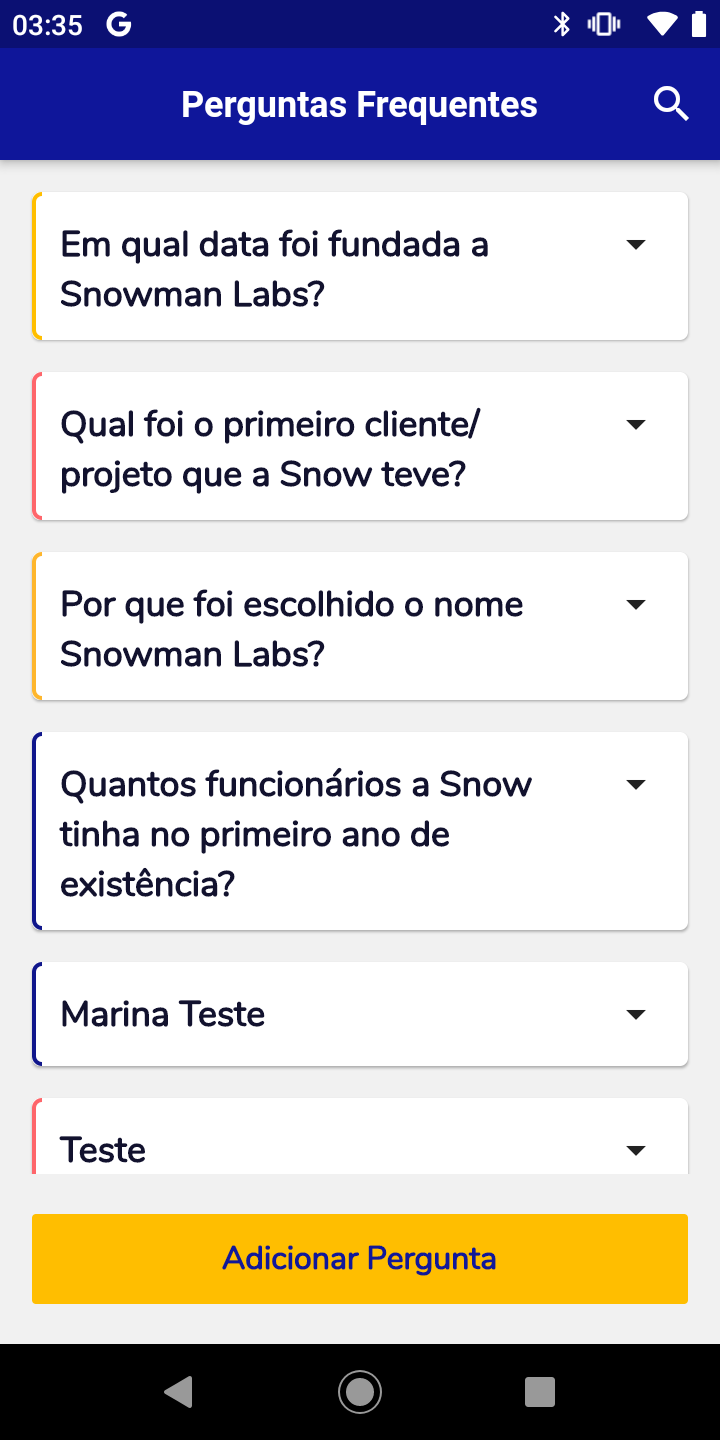 03:35 G
Perguntas Frequentes
Em qual data foi fundada a
Snowman Labs?
Qual foi o primeiro cliente/
projeto que a Snow teve?
Por que foi escolhido o nome
Snowman Labs?
Quantos funcionários a Snow
tinha no primeiro ano de
existência?
Marina Teste
Teste
Adicionar Pergunta